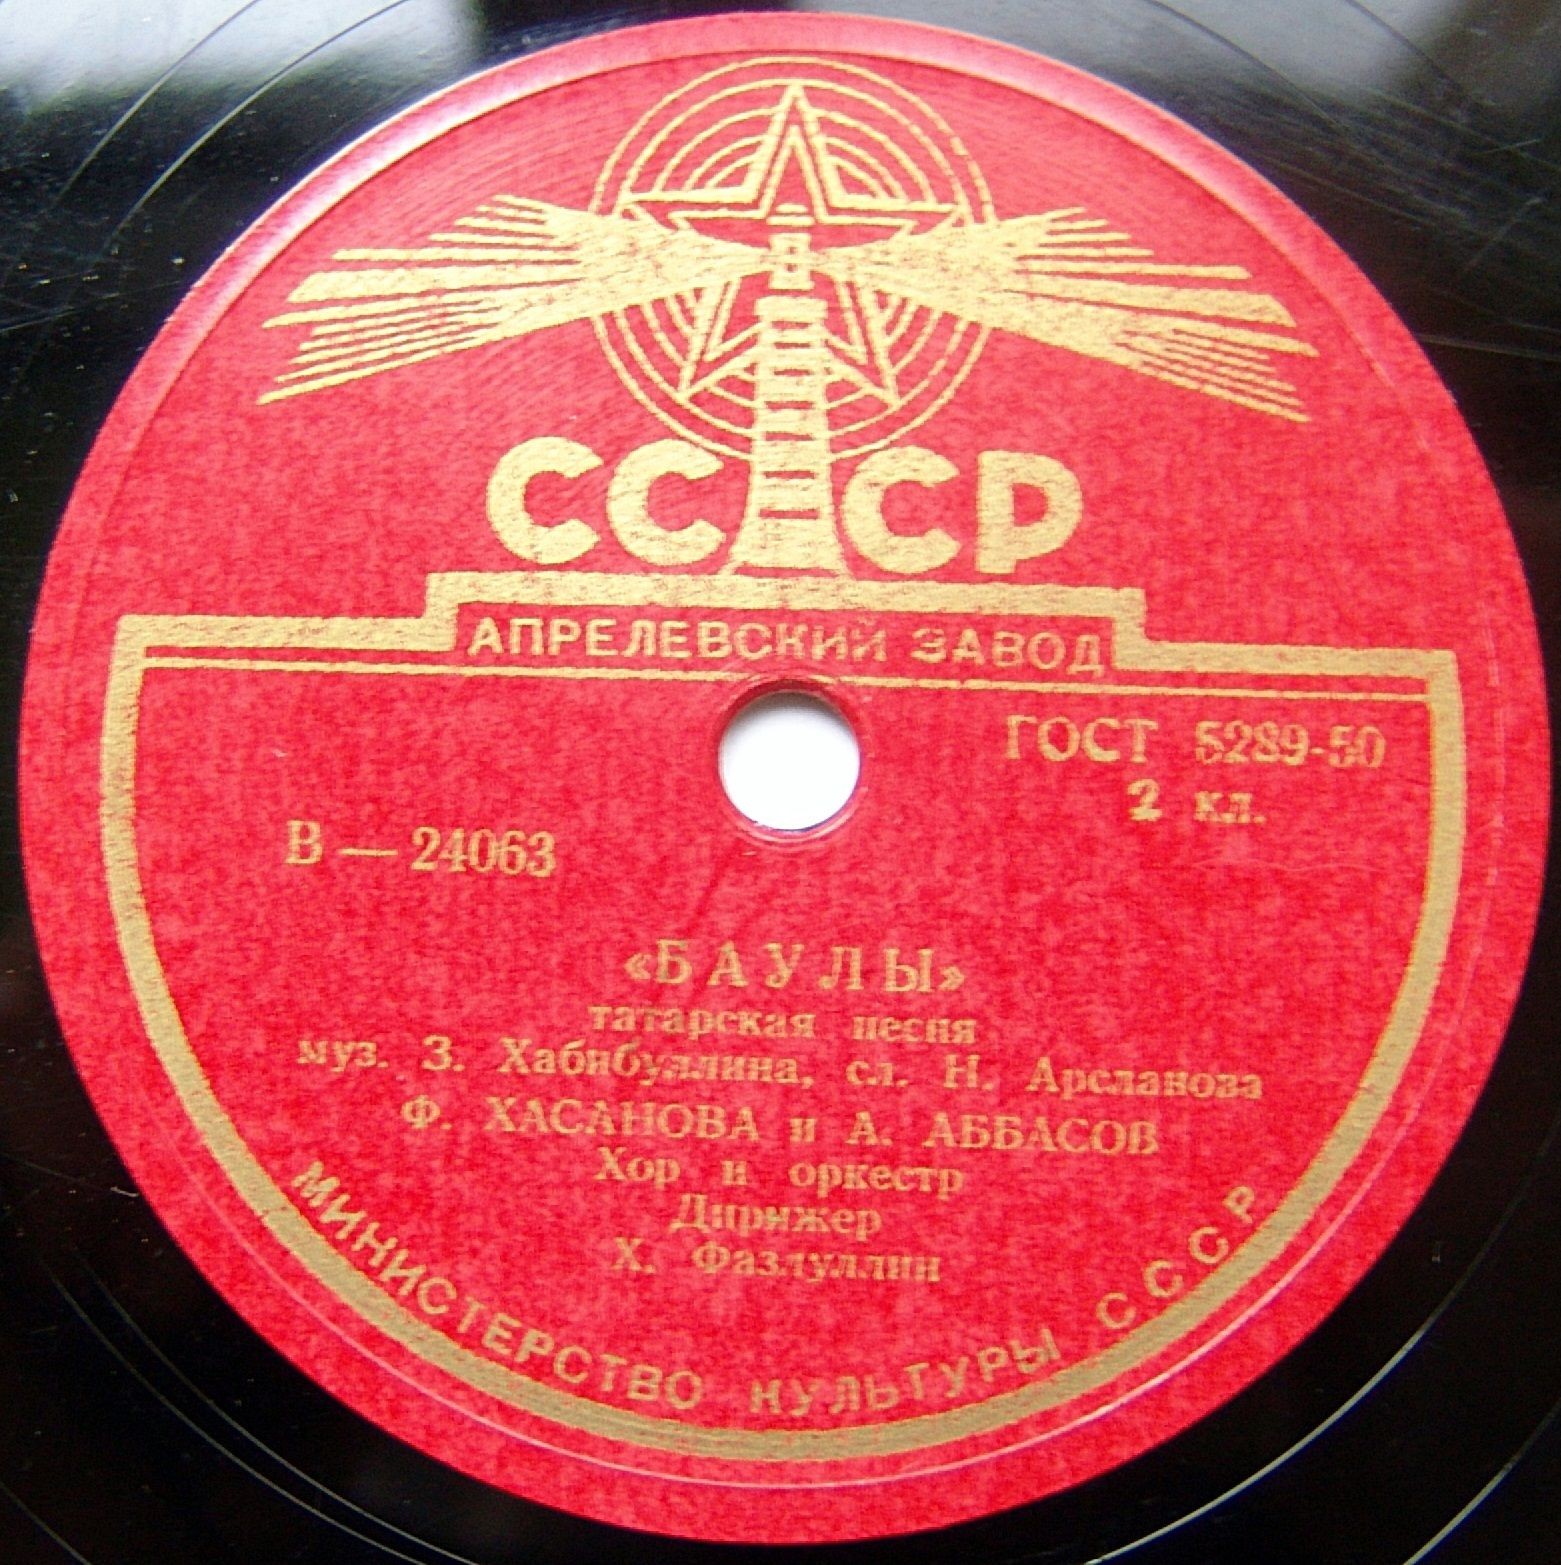 СССР
АПРЕЛЕВСКИЙ ЗАВОД
ГОСТ 5289-50
2 кл.
В — 24063
«БАУЛЫ»
татарская песня
муз. З. Хабибуллина, сл. Н. Арсланова
Ф. ХАСАНОВА и А. АББАСОВ
Хор и оркестр
Дирижер
Х. Фазлуллин
МИНИСТЕРСТВО КУЛЬТУРЫ СССР